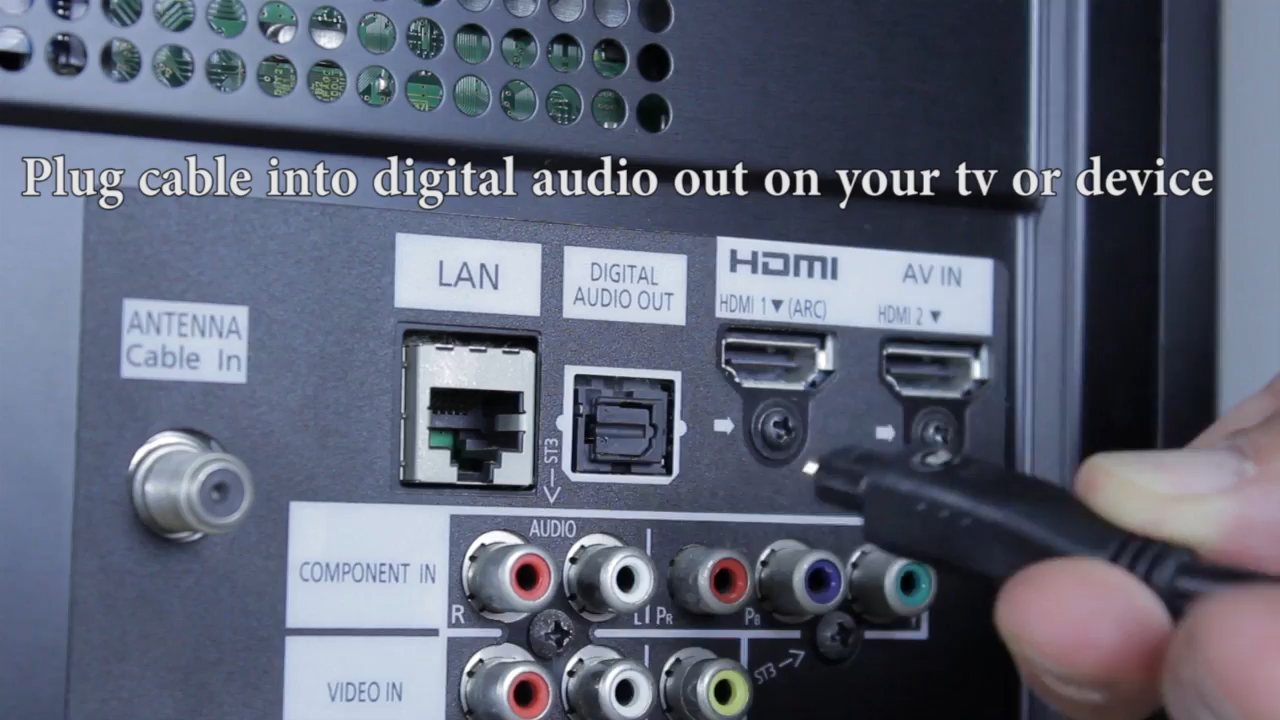 Plug cable into digital audio out on your tv or device
LAN
DIGITAL
AUDIO OUT
HDMI
AV IN
HDMI 1▼(ARC)
HDMI 2 ▼
ANTENNA
Cable In
ST3
AUDIO
COMPONENT IN
R
L
PR
PB
VIDEO IN
ST3